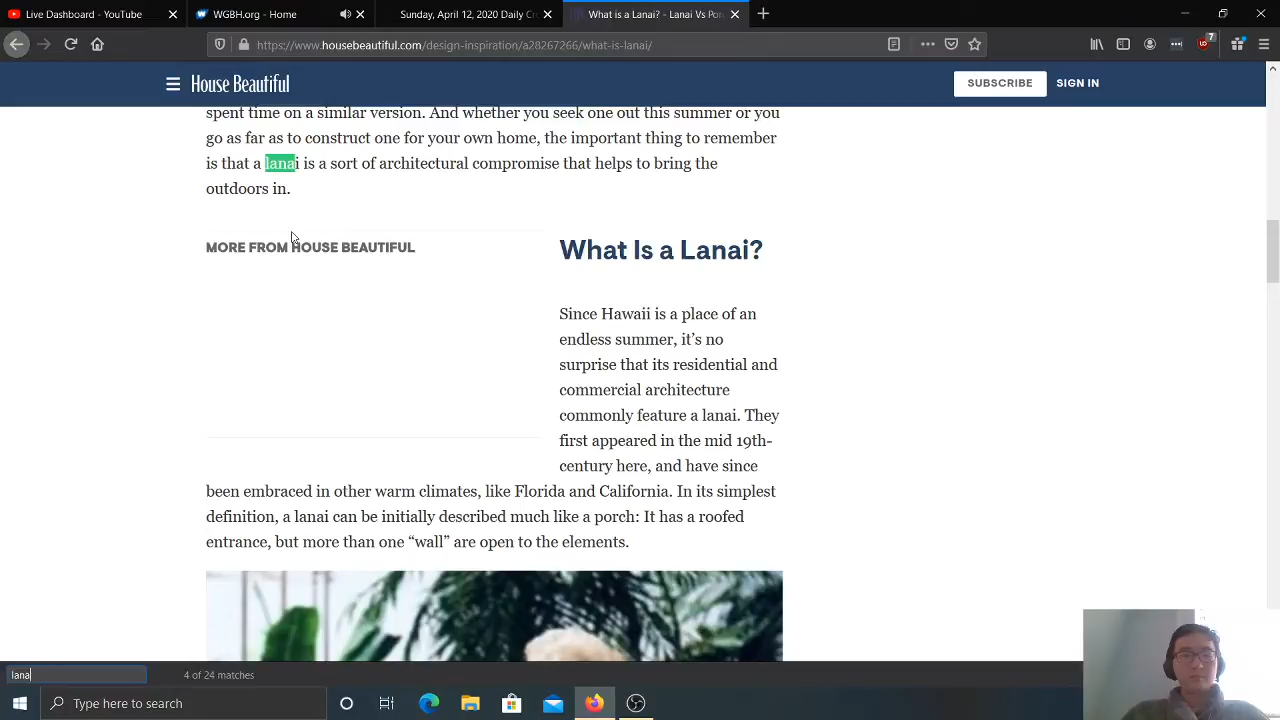 Live Dashboard - YouTube
WGBH.org - Home
Sunday, April 12, 2020 Daily Cr
What is a Lanai? - Lanai Vs Por
https://www.housebeautiful.com/design-inspiration/a28267266/what-is-lanai/
7
House Beautiful
SUBSCRIBE
SIGN IN
spent time on a similar version. And whether you seek one out this summer or you
go as far as to construct one for your own home, the important thing to remember
is that a lanai is a sort of architectural compromise that helps to bring the
outdoors in.
MORE FROM HOUSE BEAUTIFUL
What Is a Lanai?
Since Hawaii is a place of an
endless summer, it’s no
surprise that its residential and
commercial architecture
commonly feature a lanai. They
first appeared in the mid 19th-
century here, and have since
been embraced in other warm climates, like Florida and California. In its simplest
definition, a lanai can be initially described much like a porch: It has a roofed
entrance, but more than one “wall” are open to the elements.
lana
4 of 24 matches
Type here to search